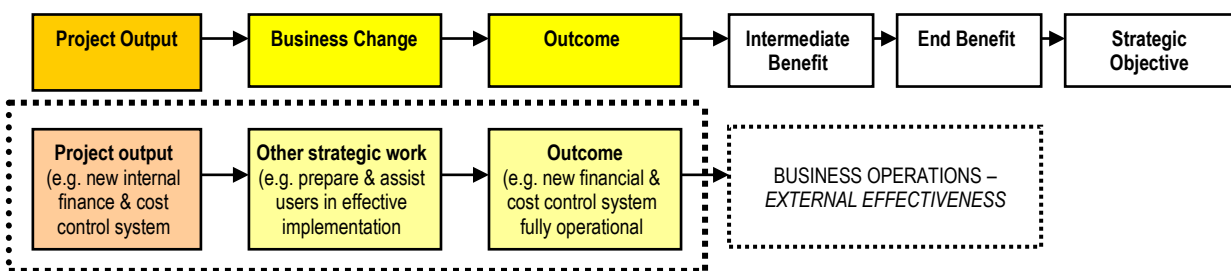 Project Output
Business Change
Outcome
Intermediate
Benefit
End Benefit
Strategic
Objective
Project output
(e.g. new internal
finance & cost
control system
Other strategic work
(e.g. prepare & assist
users in effective
implementation
Outcome
(e.g. new financial &
cost control system
fully operational
BUSINESS OPERATIONS –
EXTERNAL EFFECTIVENESS